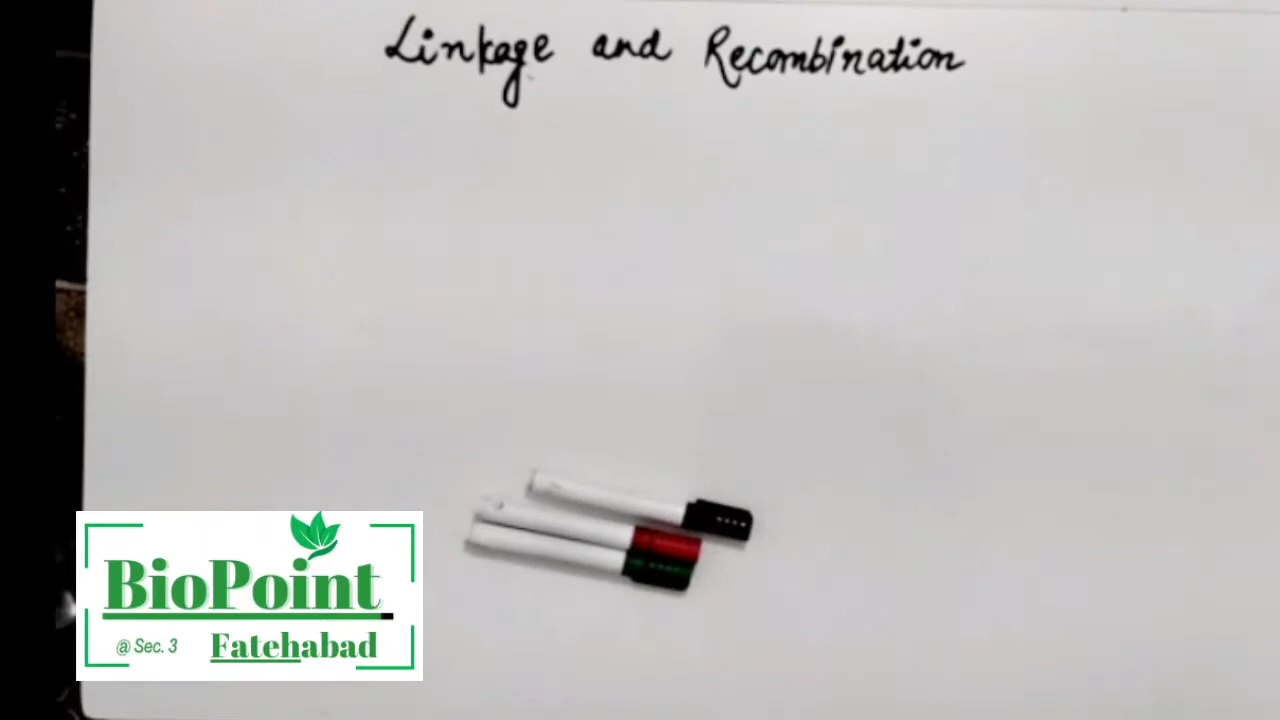 Linkage and Recombination
BioPoint
@ Sec. 3 Fatehabad